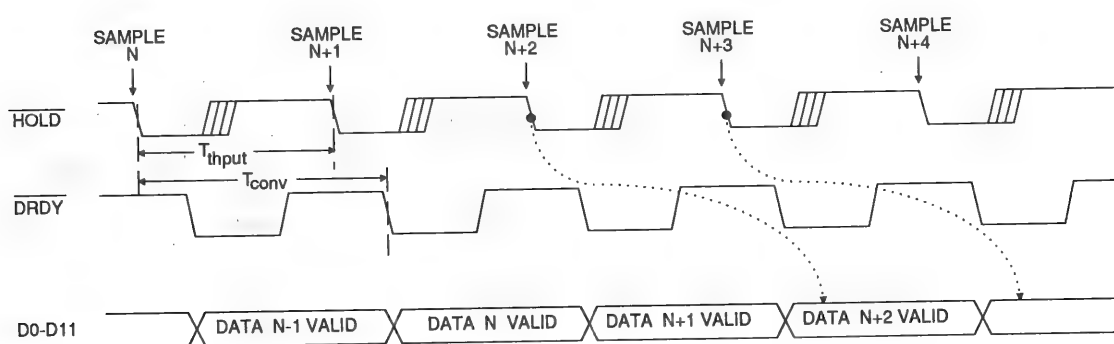 SAMPLE N
SAMPLE N+1
SAMPLE N+2
SAMPLE N+3
SAMPLE N+4
HOLD
Tthput
Tconv
DRDY
D0-D11
DATA N-1 VALID
DATA N VALID
DATA N+1 VALID
DATA N+2 VALID